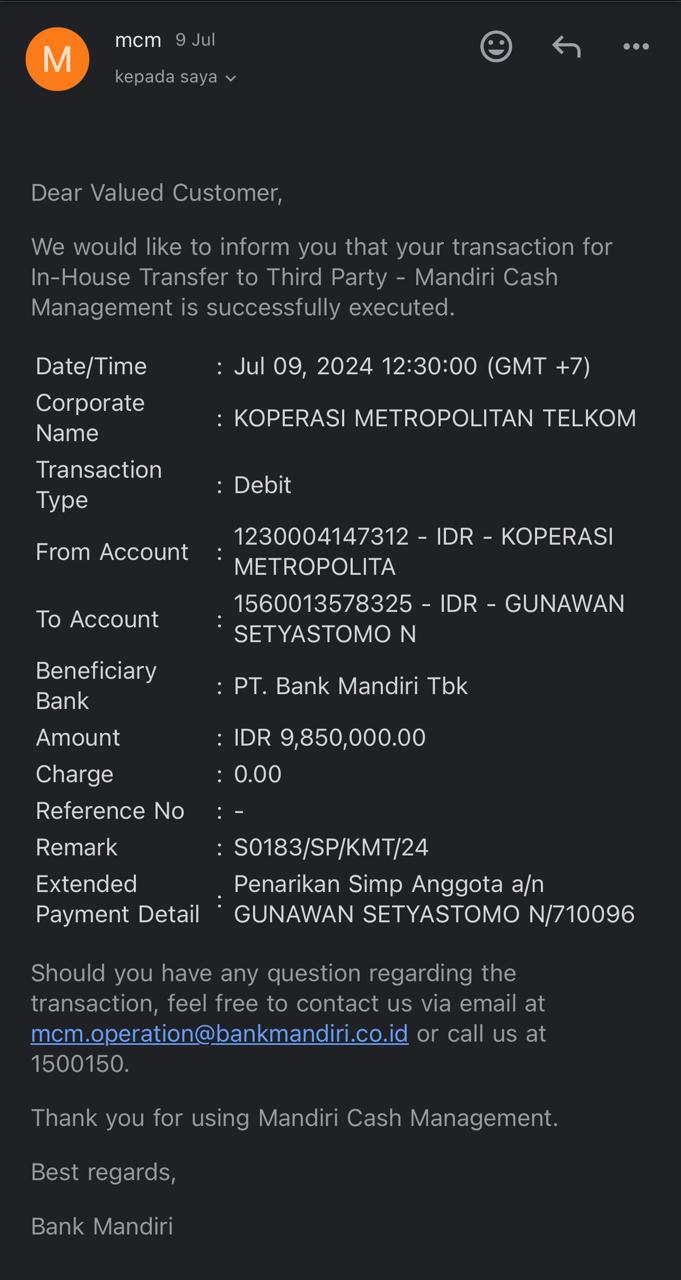 M
mcm 9 Jul
kepada saya
Dear Valued Customer,
We would like to inform you that your transaction for
In-House Transfer to Third Party - Mandiri Cash
Management is successfully executed.
Date/Time : Jul 09, 2024 12:30:00 (GMT +7)
Corporate
Name : KOPERASI METROPOLITAN TELKOM
Transaction
Type : Debit
From Account : 1230004147312 - IDR - KOPERASI
METROPOLITA
To Account : 1560013578325 - IDR - GUNAWAN
SETYASTOMO N
Beneficiary
Bank : PT. Bank Mandiri Tbk
Amount : IDR 9,850,000.00
Charge : 0.00
Reference No : -
Remark : S0183/SP/KMT/24
Extended
Payment Detail : Penarikan Simp Anggota a/n
GUNAWAN SETYASTOMO N/710096
Should you have any question regarding the
transaction, feel free to contact us via email at
mcm.operation@bankmandiri.co.id or call us at
1500150.
Thank you for using Mandiri Cash Management.
Best regards,
Bank Mandiri